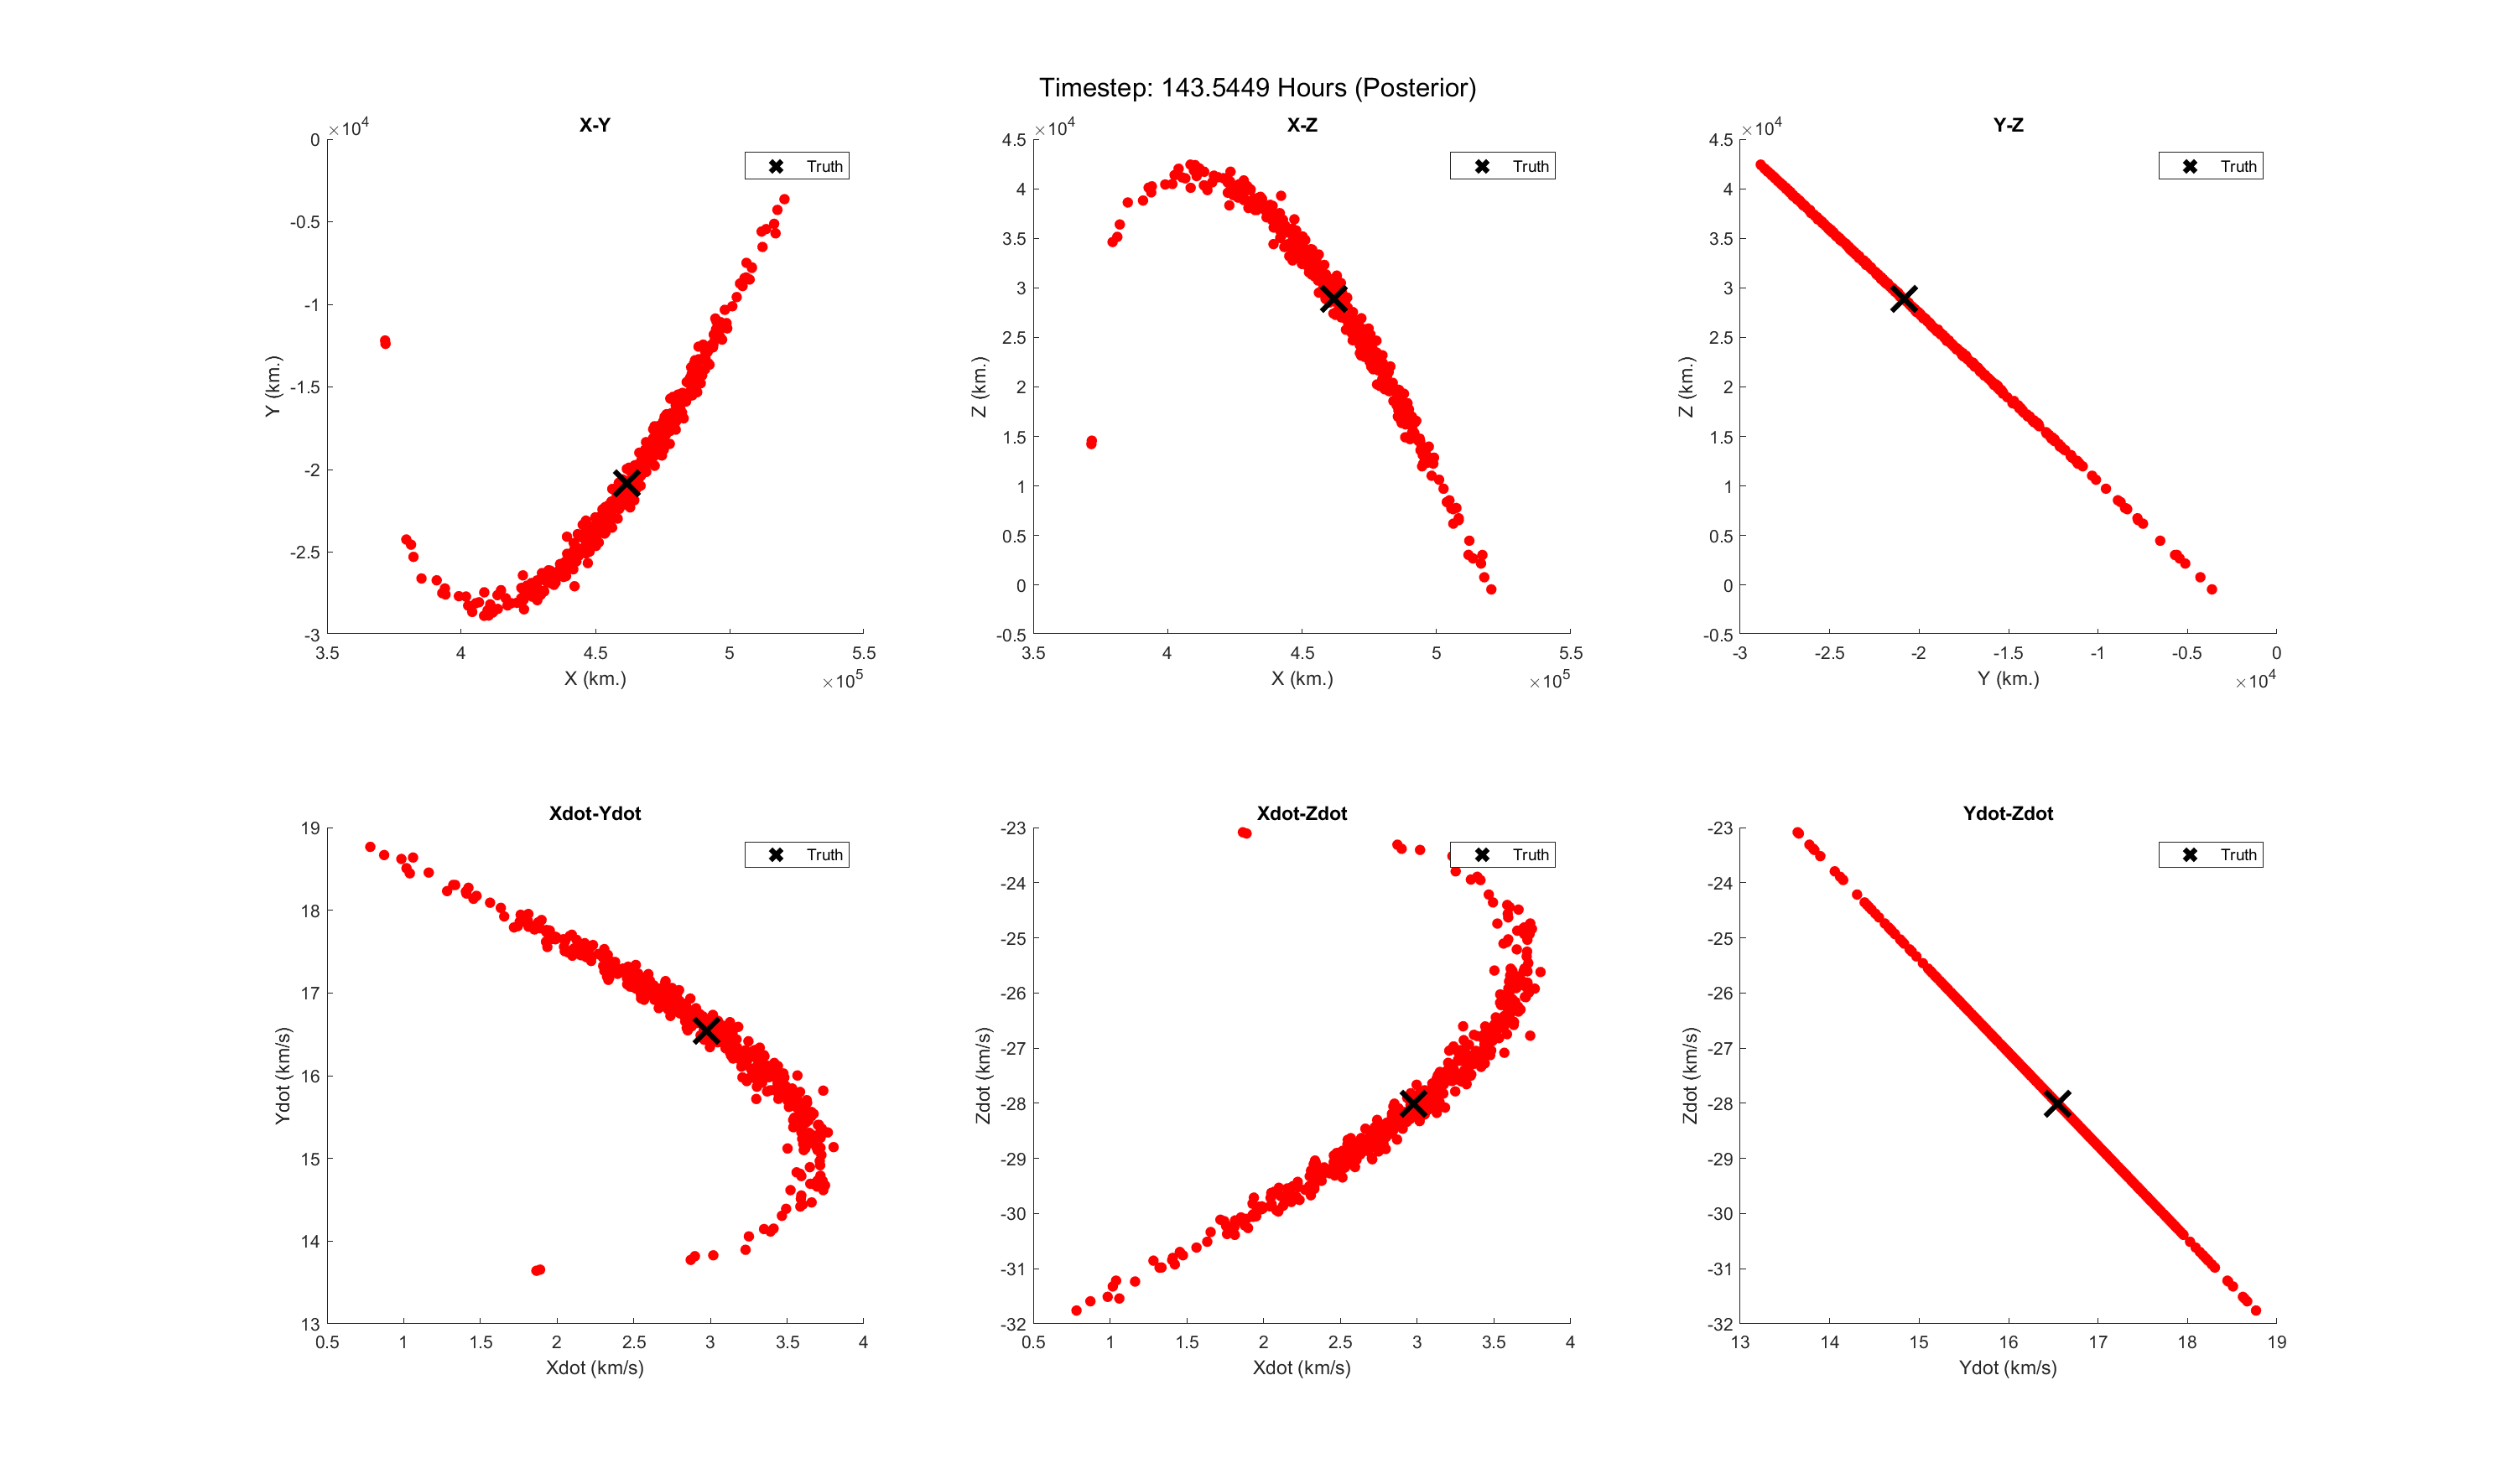 Timestep: 143.5449 Hours (Posterior)
X-Y
×10^4
Truth
0
-0.5
-1
-1.5
-2
-2.5
-3
Y (km.)
3.5 4 4.5 5 5.5
X (km.)
×10^5
X-Z
×10^4
Truth
4.5
4
3.5
3
2.5
2
1.5
1
0.5
0
-0.5
Z (km.)
3.5 4 4.5 5 5.5
X (km.)
×10^5
Y-Z
×10^4
Truth
4.5
4
3.5
3
2.5
2
1.5
1
0.5
0
-0.5
Z (km.)
-3 -2.5 -2 -1.5 -1 -0.5 0
Y (km.)
×10^4
Xdot-Ydot
Truth
19
18
17
16
15
14
13
Ydot (km/s)
0.5 1 1.5 2 2.5 3 3.5 4
Xdot (km/s)
Xdot-Zdot
Truth
-23
-24
-25
-26
-27
-28
-29
-30
-31
-32
Zdot (km/s)
0.5 1 1.5 2 2.5 3 3.5 4
Xdot (km/s)
Ydot-Zdot
Truth
-23
-24
-25
-26
-27
-28
-29
-30
-31
-32
Zdot (km/s)
13 14 15 16 17 18 19
Ydot (km/s)